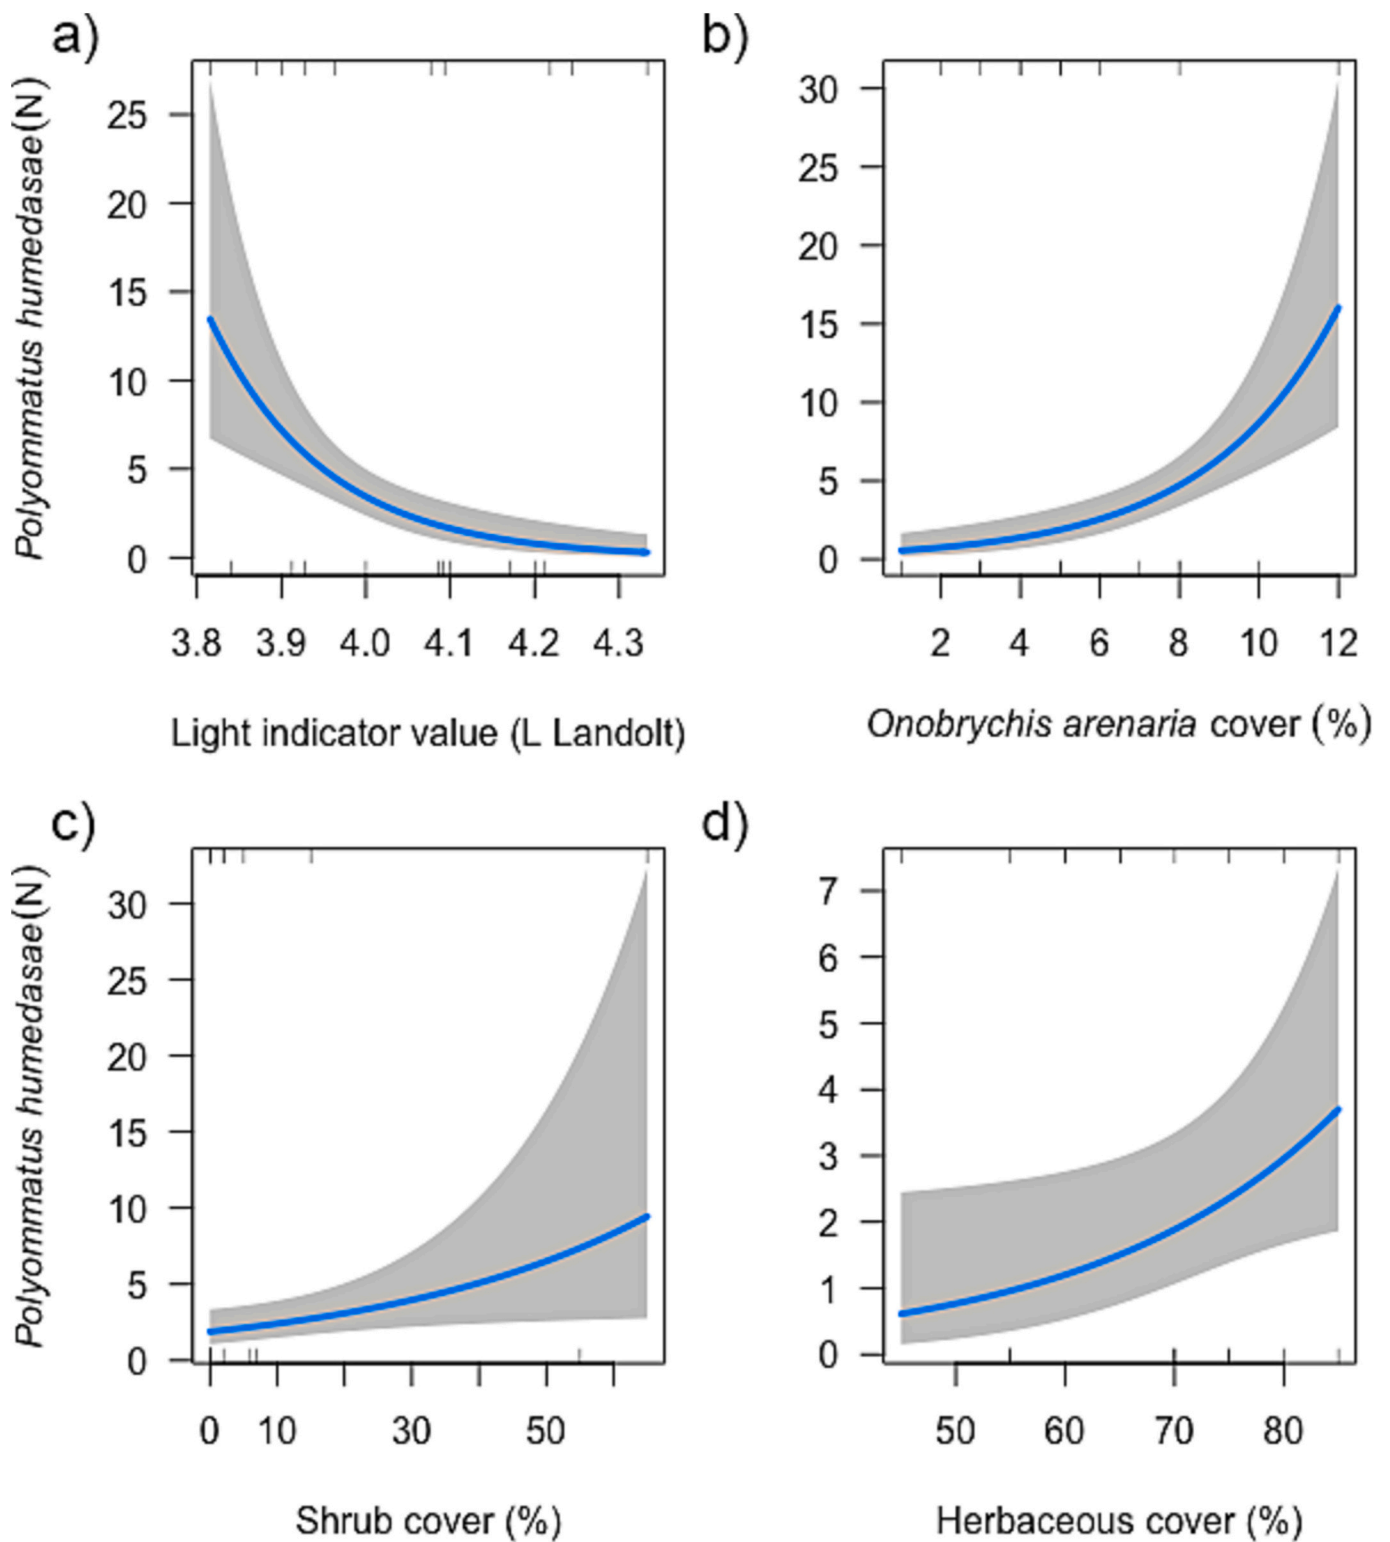 a)
Polyommatus humedasae(N)
25
20
15
10
5
0
3.8 3.9 4.0 4.1 4.2 4.3
Light indicator value (L Landolt)
b)
30
25
20
15
10
5
0
2 4 6 8 10 12
Onobrychis arenaria cover (%)
c)
Polyommatus humedasae(N)
30
25
20
15
10
5
0
0 10 30 50
Shrub cover (%)
d)
7
6
5
4
3
2
1
0
50 60 70 80
Herbaceous cover (%)